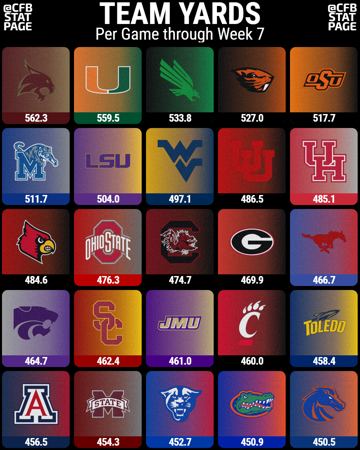 @CFB
STAT
PAGE
TEAM YARDS
Per Game through Week 7
@CFB
STAT
PAGE
562.3 559.5 533.8 527.0 517.7
U OSU
511.7 504.0 497.1 486.5 485.1
M LSU WV UH
484.6 476.3 474.7 469.9 466.7
OHIO STATE C G
464.7 462.4 461.0 460.0 458.4
SC JMU C TOLEDO
456.5 454.3 452.7 450.9 450.5
A STATE